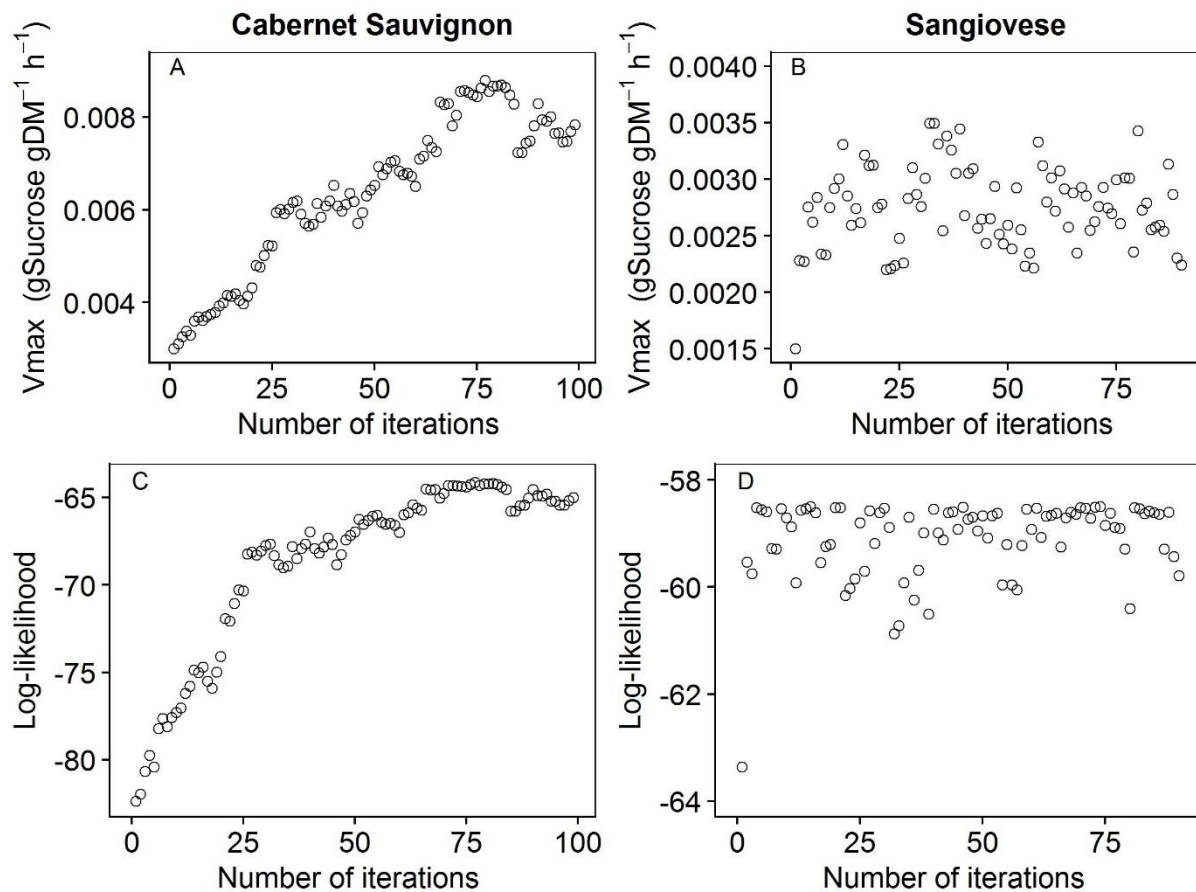 Cabernet Sauvignon
Sangiovese
A
Vmax (gSucrose gDM⁻¹ h⁻¹)
0.008
0.006
0.004
0
25
50
75
100
Number of iterations
B
Vmax (gSucrose gDM⁻¹ h⁻¹)
0.0040
0.0035
0.0030
0.0025
0.0020
0.0015
0
25
50
75
Number of iterations
C
Log-likelihood
-65
-70
-75
-80
0
25
50
75
100
Number of iterations
D
Log-likelihood
-58
-60
-62
-64
0
25
50
75
Number of iterations